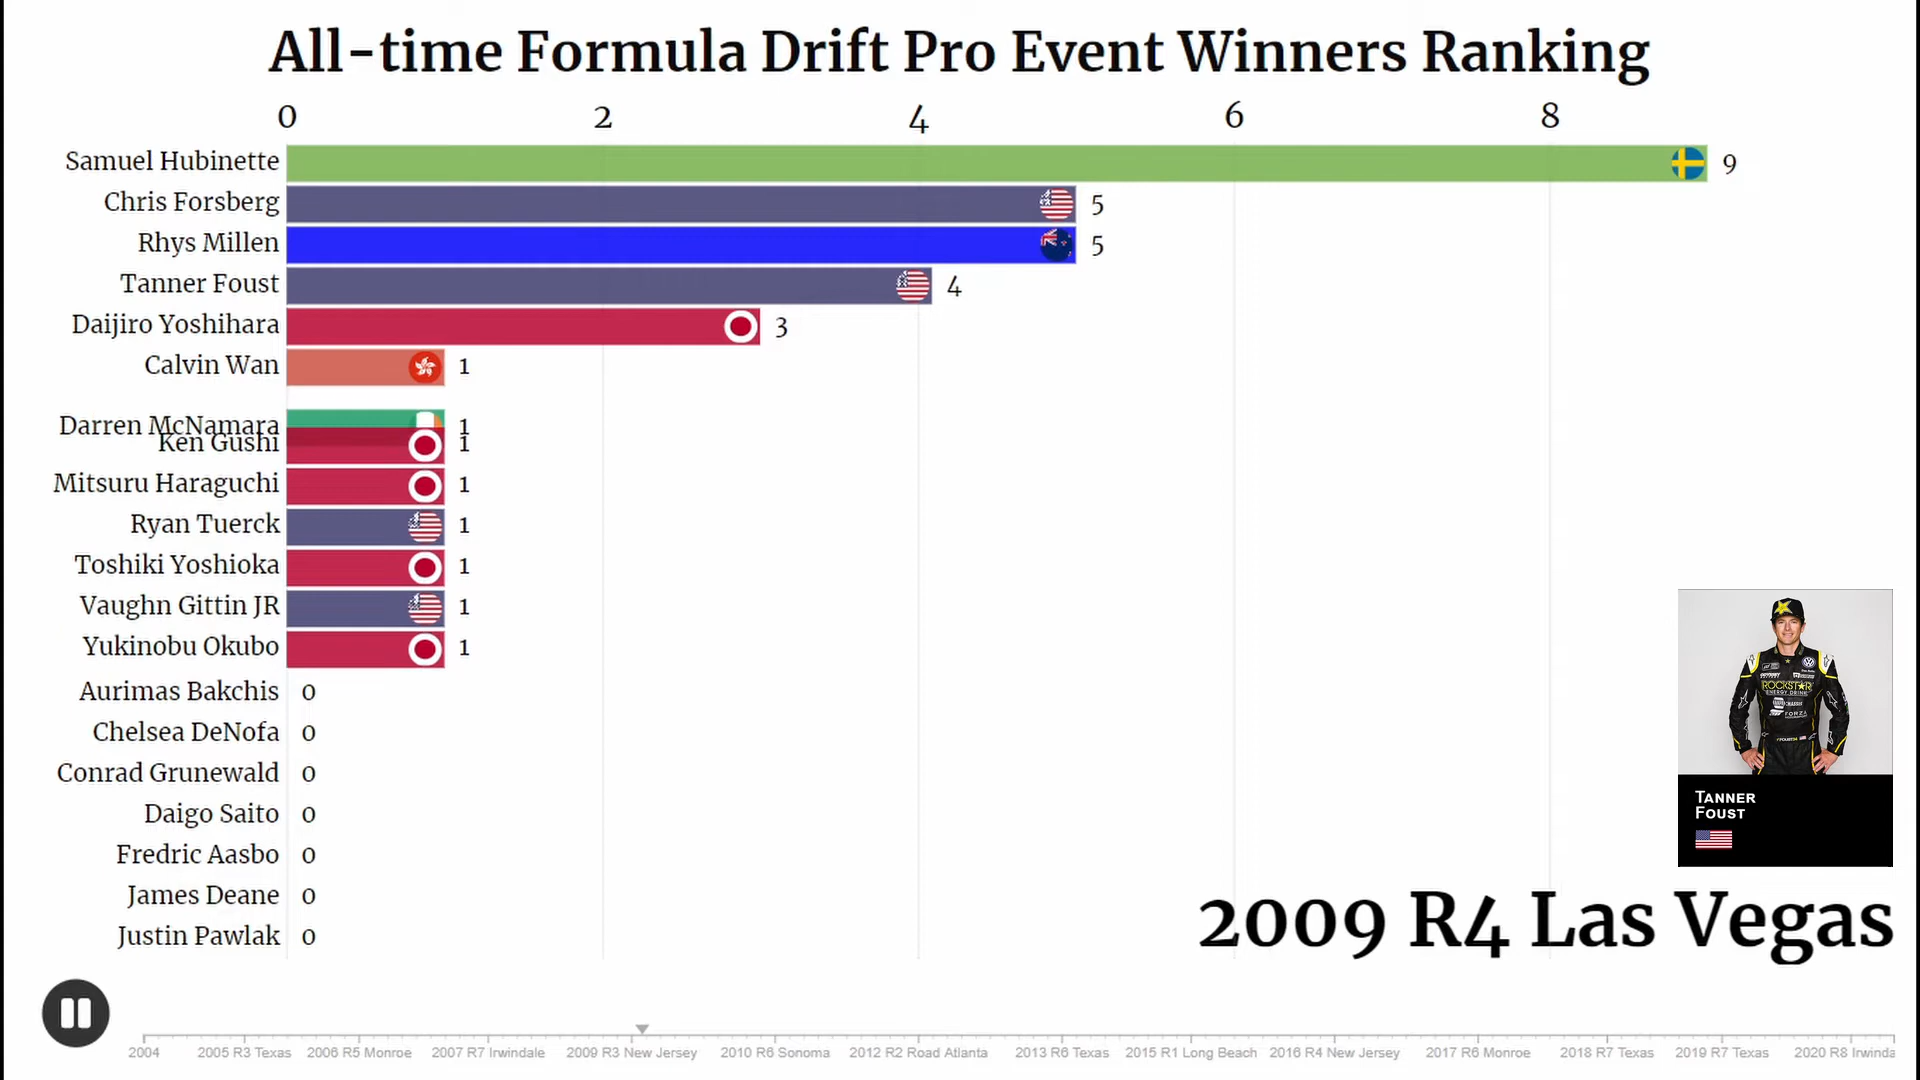 All-time Formula Drift Pro Event Winners Ranking
0 2 4 6 8
Samuel Hubinette 9
Chris Forsberg 5
Rhys Millen 5
Tanner Foust 4
Daijiro Yoshihara 3
Calvin Wan 1
Darren McNamara 1
Ken Gushi 1
Mitsuru Haraguchi 1
Ryan Tuerck 1
Toshiki Yoshioka 1
Vaughn Gittin JR 1
Yukinobu Okubo 1
Aurimas Bakchis 0
Chelsea DeNofa 0
Conrad Grunewald 0
Daigo Saito 0
Fredric Aasbo 0
James Deane 0
Justin Pawlak 0
ROCKSTAR
ENERGY DRINK
FORZA
TANNER
FOUST
2009 R4 Las Vegas
2004 2005 R3 Texas 2006 R5 Monroe 2007 R7 Irwindale 2009 R3 New Jersey 2010 R6 Sonoma 2012 R2 Road Atlanta 2013 R6 Texas 2015 R1 Long Beach 2016 R4 New Jersey 2017 R6 Monroe 2018 R7 Texas 2019 R7 Texas 2020 R8 Irwinda